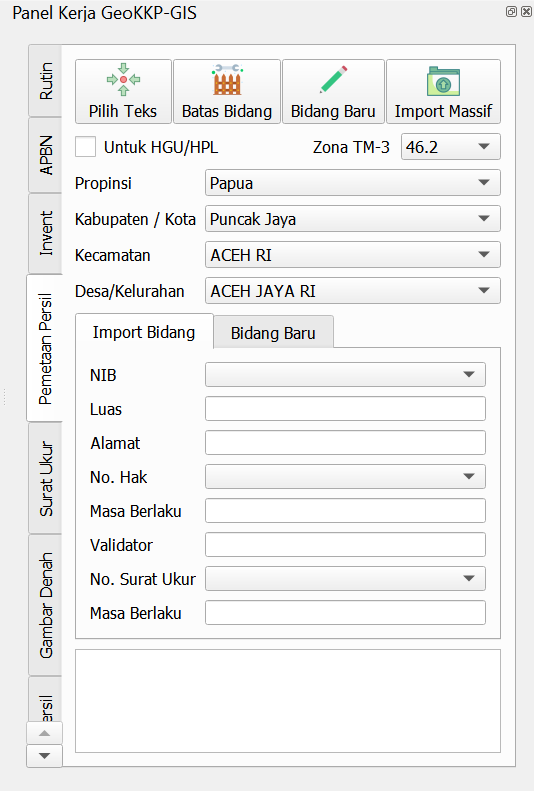 Panel Kerja GeoKKP-GIS
Rutin
APBN
Invent
Pemetaan Persil
Surat Ukur
Gambar Denah
ersil
Pilih Teks
Batas Bidang
Bidang Baru
Import Massif
Untuk HGU/HPL
Zona TM-3
46.2
Propinsi
Papua
Kabupaten / Kota
Puncak Jaya
Kecamatan
ACEH RI
Desa/Kelurahan
ACEH JAYA RI
Import Bidang
Bidang Baru
NIB
Luas
Alamat
No. Hak
Masa Berlaku
Validator
No. Surat Ukur
Masa Berlaku